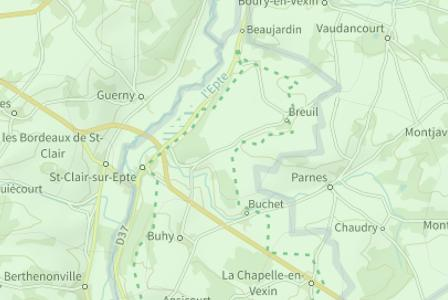 Boury-en-Vexin
Beaujardin
Vaudancourt
l'Epte
Guerny
Breuil
les Bordeaux de St-
Clair
Montjav
St-Clair-sur-Epte
Parnes
Buchet
D37
Buhy
Chaudry
Mont
Berthenonville
La Chapelle-en-
Vexin